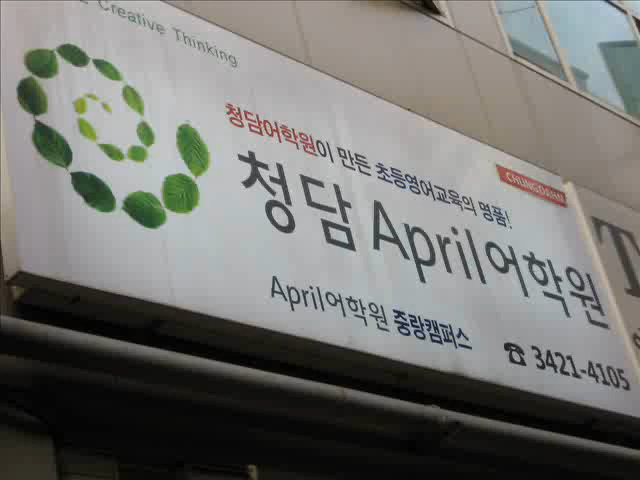 Creative Thinking
청담어학원이 만든 초등영어교육의 명품!
CHUNGDAHN
청담 April어학원
April어학원 중랑캠퍼스
☎ 3421-4105
T